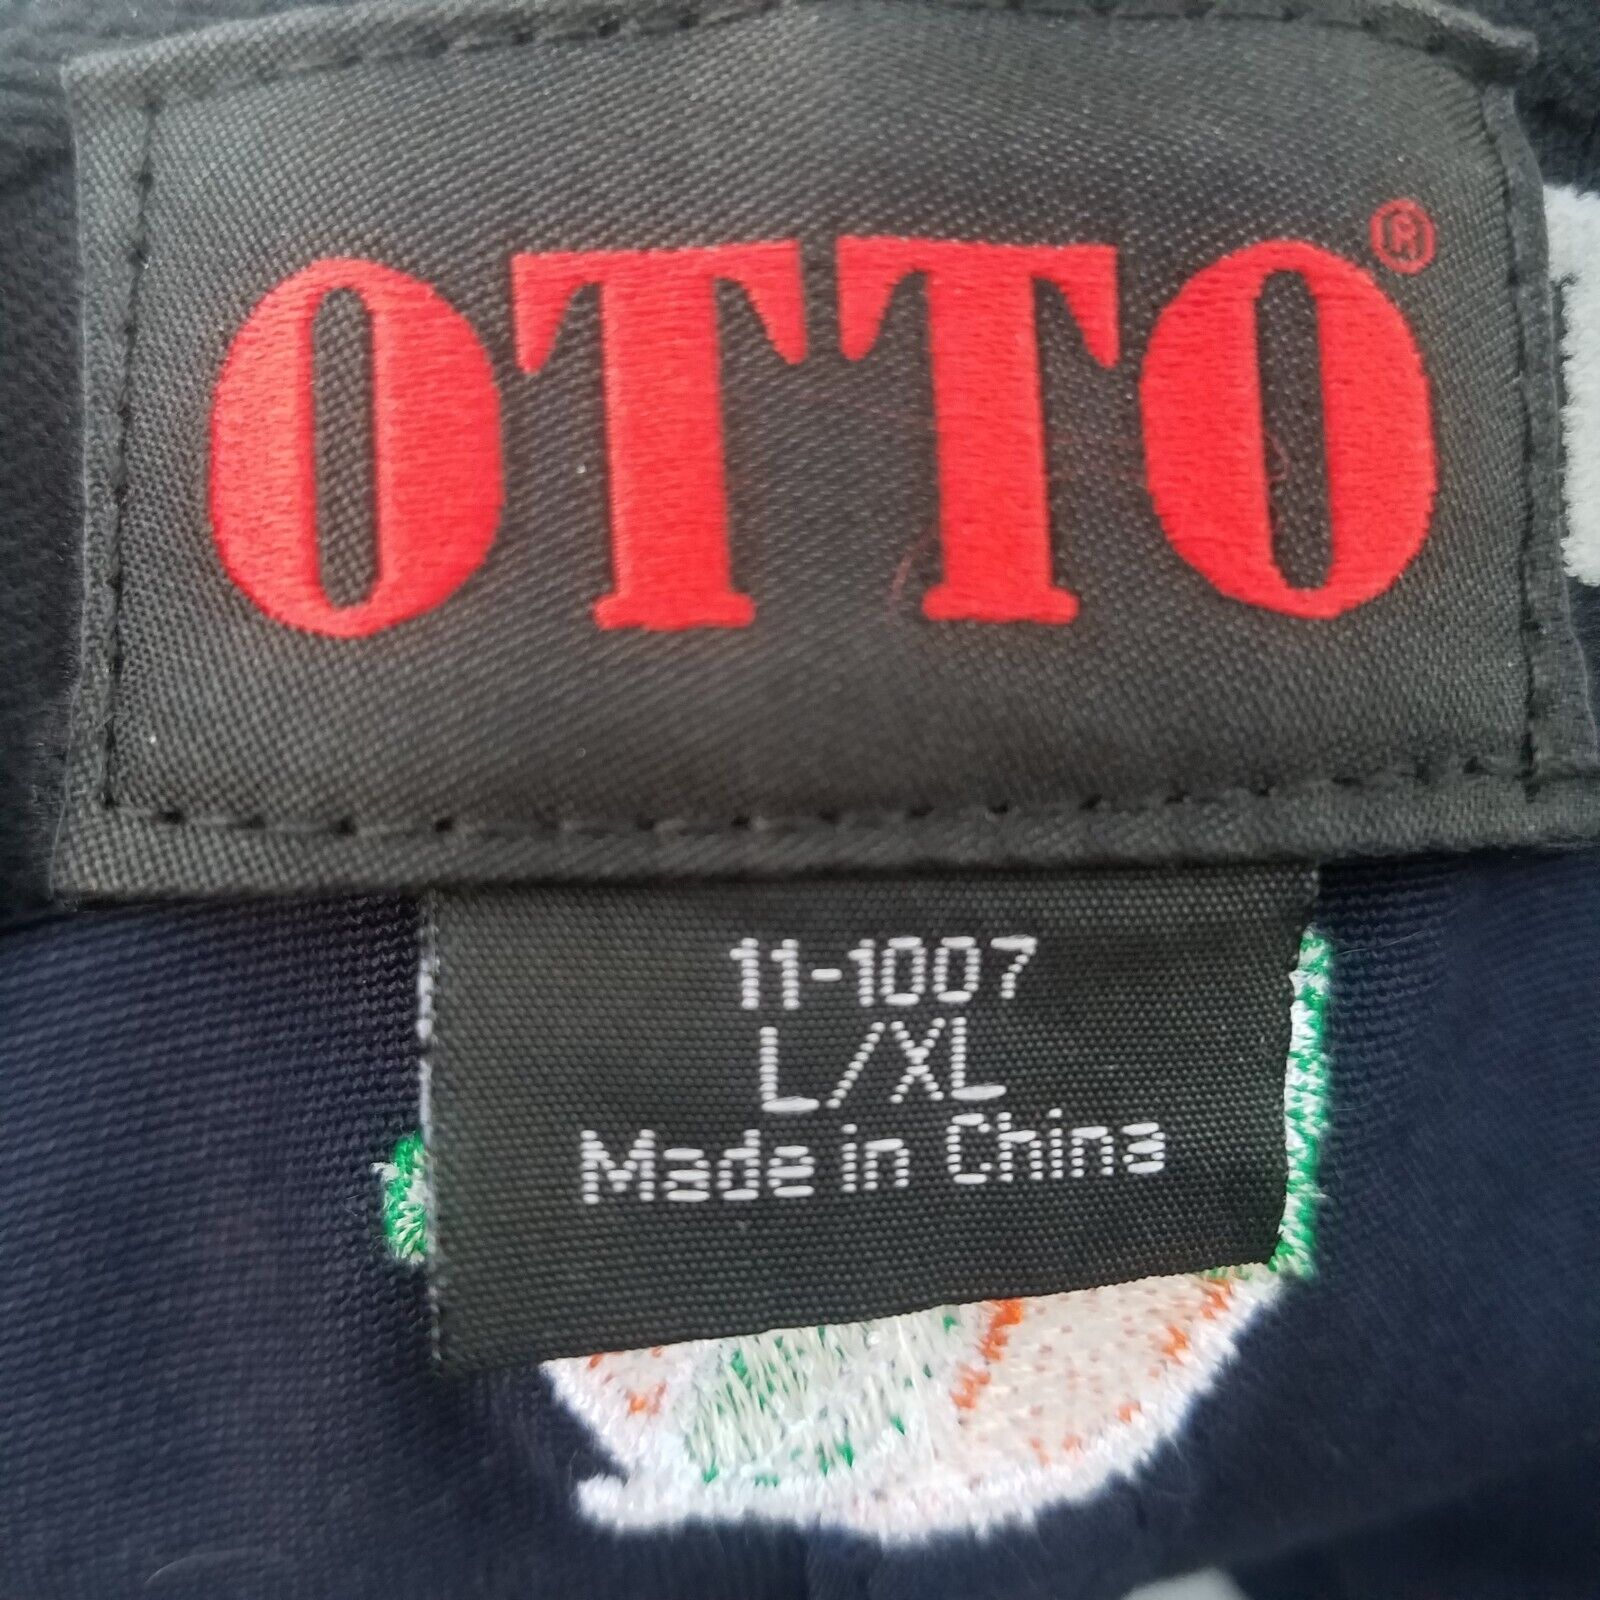 OTTO®
11-1007
L/XL
Made in China